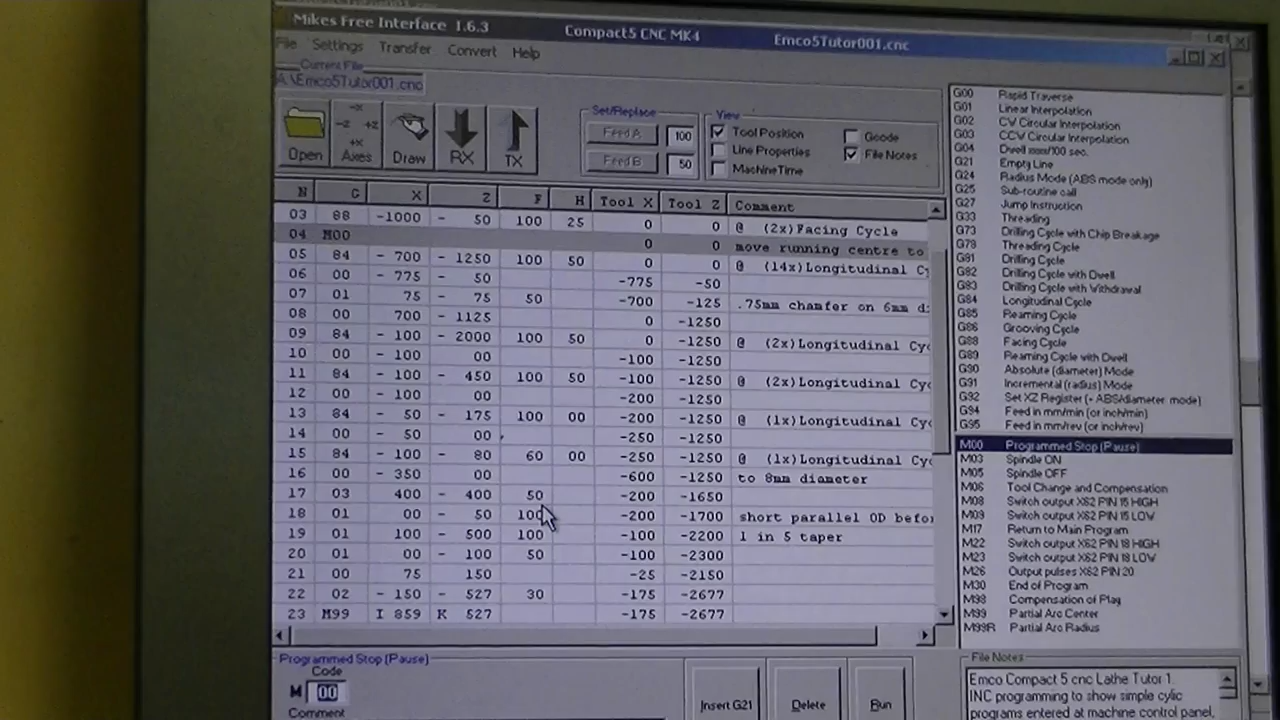 Mikes Free Interface 1.6.3 Compact5 CNC MK4 Emco5Tutor001.cnc
File Settings Transfer Convert Help
Current File
A:\Emco5Tutor001.cnc
Open Axes Draw RX TX
-x
-z +z
+x
Set/Replace
Feed A 100
Feed B 50
View
Tool Position Gcode
Line Properties File Notes
MachineTime
N G X Z F H Tool X Tool Z Comment
03 88 -1000 - 50 100 25 0 0 @ (2x)Facing Cycle
04 M00 0 0 move running centre to
05 84 - 700 - 1250 100 50 0 0 @ (14x)Longitudinal Cy
06 00 - 775 - 50 -775 -50
07 01 75 - 75 50 -700 -125 .75mm chamfer on 6mm d
08 00 700 - 1125 0 -1250
09 84 - 100 - 2000 100 50 0 -1250 @ (2x)Longitudinal Cy
10 00 - 100 00 -100 -1250
11 84 - 100 - 450 100 50 -100 -1250 @ (2x)Longitudinal Cy
12 00 - 100 00 -200 -1250
13 84 - 50 - 175 100 00 -200 -1250 @ (1x)Longitudinal Cy
14 00 - 50 00 -250 -1250
15 84 - 100 - 80 60 00 -250 -1250 @ (1x)Longitudinal Cy
16 00 - 350 00 -600 -1250 to 8mm diameter
17 03 400 - 400 50 -200 -1650
18 01 00 - 50 100 -200 -1700 short parallel OD befor
19 01 100 - 500 100 -100 -2200 1 in 5 taper
20 01 00 - 100 50 -100 -2300
21 00 75 150 -25 -2150
22 02 - 150 - 527 30 -175 -2677
23 M99 I 859 K 527 -175 -2677
G00 Rapid Traverse
G01 Linear Interpolation
G02 CW Circular Interpolation
G03 CCW Circular Interpolation
G04 Dwell mm/100 sec.
G21 Empty Line
G24 Radius Mode (ABS mode only)
G25 Sub-routine call
G27 Jump Instruction
G33 Threading
G73 Drilling Cycle with Chip Breakage
G78 Threading Cycle
G81 Drilling Cycle
G82 Drilling Cycle with Dwell
G83 Drilling Cycle with Withdrawal
G84 Longitudinal Cycle
G85 Reaming Cycle
G86 Grooving Cycle
G88 Facing Cycle
G89 Reaming Cycle with Dwell
G90 Absolute (diameter) Mode
G91 Incremental (radius) Mode
G92 Set XZ Register (- ABS/diameter mode)
G94 Feed in mm/min (or inch/min)
G95 Feed in mm/rev (or inch/rev)
M00 Programmed Stop (Pause)
M03 Spindle ON
M05 Spindle OFF
M06 Tool Change and Compensation
M08 Switch output X62 PIN 15 HIGH
M09 Switch output X62 PIN 15 LOW
M17 Return to Main Program
M22 Switch output X62 PIN 18 HIGH
M23 Switch output X62 PIN 18 LOW
M26 Output pulses X62 PIN 20
M30 End of Program
M98 Compensation of Play
M99 Partial Arc Center
M99R Partial Arc Radius
Programmed Stop (Pause)
Code
M 00
Comment
Insert G21 Delete Run
File Notes
Emco Compact 5 cnc Lathe Tutor 1.
INC programming to show simple cylic
programs entered at machine control panel,